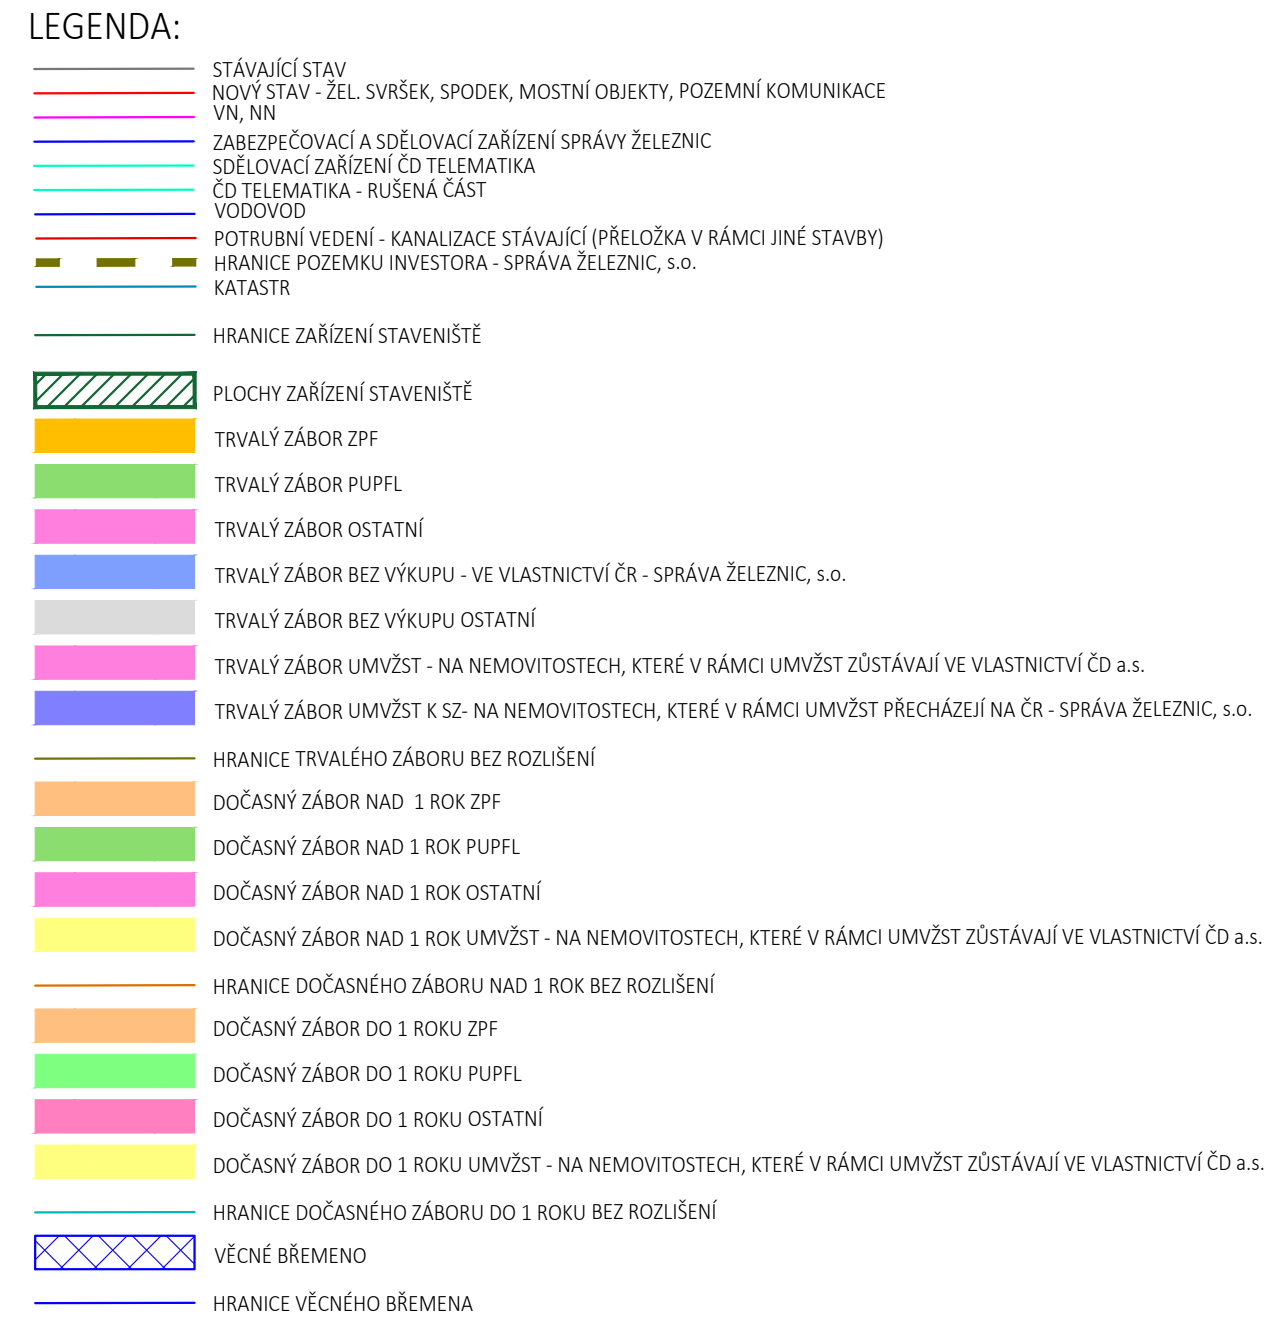 LEGENDA:
STÁVAJÍCÍ STAV
NOVÝ STAV - ŽEL. SVRŠEK, SPODEK, MOSTNÍ OBJEKTY, POZEMNÍ KOMUNIKACE
VN, NN
ZABEZPEČOVACÍ A SDĚLOVACÍ ZAŘÍZENÍ SPRÁVY ŽELEZNIC
SDĚLOVACÍ ZAŘÍZENÍ ČD TELEMATIKA
ČD TELEMATIKA - RUŠENÁ ČÁST
VODOVOD
POTRUBNÍ VEDENÍ - KANALIZACE STÁVAJÍCÍ (PŘELOŽKA V RÁMCI JINÉ STAVBY)
HRANICE POZEMKU INVESTORA - SPRÁVA ŽELEZNIC, s.o.
KATASTR
HRANICE ZAŘÍZENÍ STAVENIŠTĚ
PLOCHY ZAŘÍZENÍ STAVENIŠTĚ
TRVALÝ ZÁBOR ZPF
TRVALÝ ZÁBOR PUPFL
TRVALÝ ZÁBOR OSTATNÍ
TRVALÝ ZÁBOR BEZ VÝKUPU - VE VLASTNICTVÍ ČR - SPRÁVA ŽELEZNIC, s.o.
TRVALÝ ZÁBOR BEZ VÝKUPU OSTATNÍ
TRVALÝ ZÁBOR UMVŽST - NA NEMOVITOSTECH, KTERÉ V RÁMCI UMVŽST ZŮSTÁVAJÍ VE VLASTNICTVÍ ČD a.s.
TRVALÝ ZÁBOR UMVŽST K SZ- NA NEMOVITOSTECH, KTERÉ V RÁMCI UMVŽST PŘECHÁZEJÍ NA ČR - SPRÁVA ŽELEZNIC, s.o.
HRANICE TRVALÉHO ZÁBORU BEZ ROZLIŠENÍ
DOČASNÝ ZÁBOR NAD  1 ROK ZPF
DOČASNÝ ZÁBOR NAD 1 ROK PUPFL
DOČASNÝ ZÁBOR NAD 1 ROK OSTATNÍ
DOČASNÝ ZÁBOR NAD 1 ROK UMVŽST - NA NEMOVITOSTECH, KTERÉ V RÁMCI UMVŽST ZŮSTÁVAJÍ VE VLASTNICTVÍ ČD a.s.
HRANICE DOČASNÉHO ZÁBORU NAD 1 ROK BEZ ROZLIŠENÍ
DOČASNÝ ZÁBOR DO 1 ROKU ZPF
DOČASNÝ ZÁBOR DO 1 ROKU PUPFL
DOČASNÝ ZÁBOR DO 1 ROKU OSTATNÍ
DOČASNÝ ZÁBOR DO 1 ROKU UMVŽST - NA NEMOVITOSTECH, KTERÉ V RÁMCI UMVŽST ZŮSTÁVAJÍ VE VLASTNICTVÍ ČD a.s.
HRANICE DOČASNÉHO ZÁBORU DO 1 ROKU BEZ ROZLIŠENÍ
VĚCNÉ BŘEMENO
HRANICE VĚCNÉHO BŘEMENA